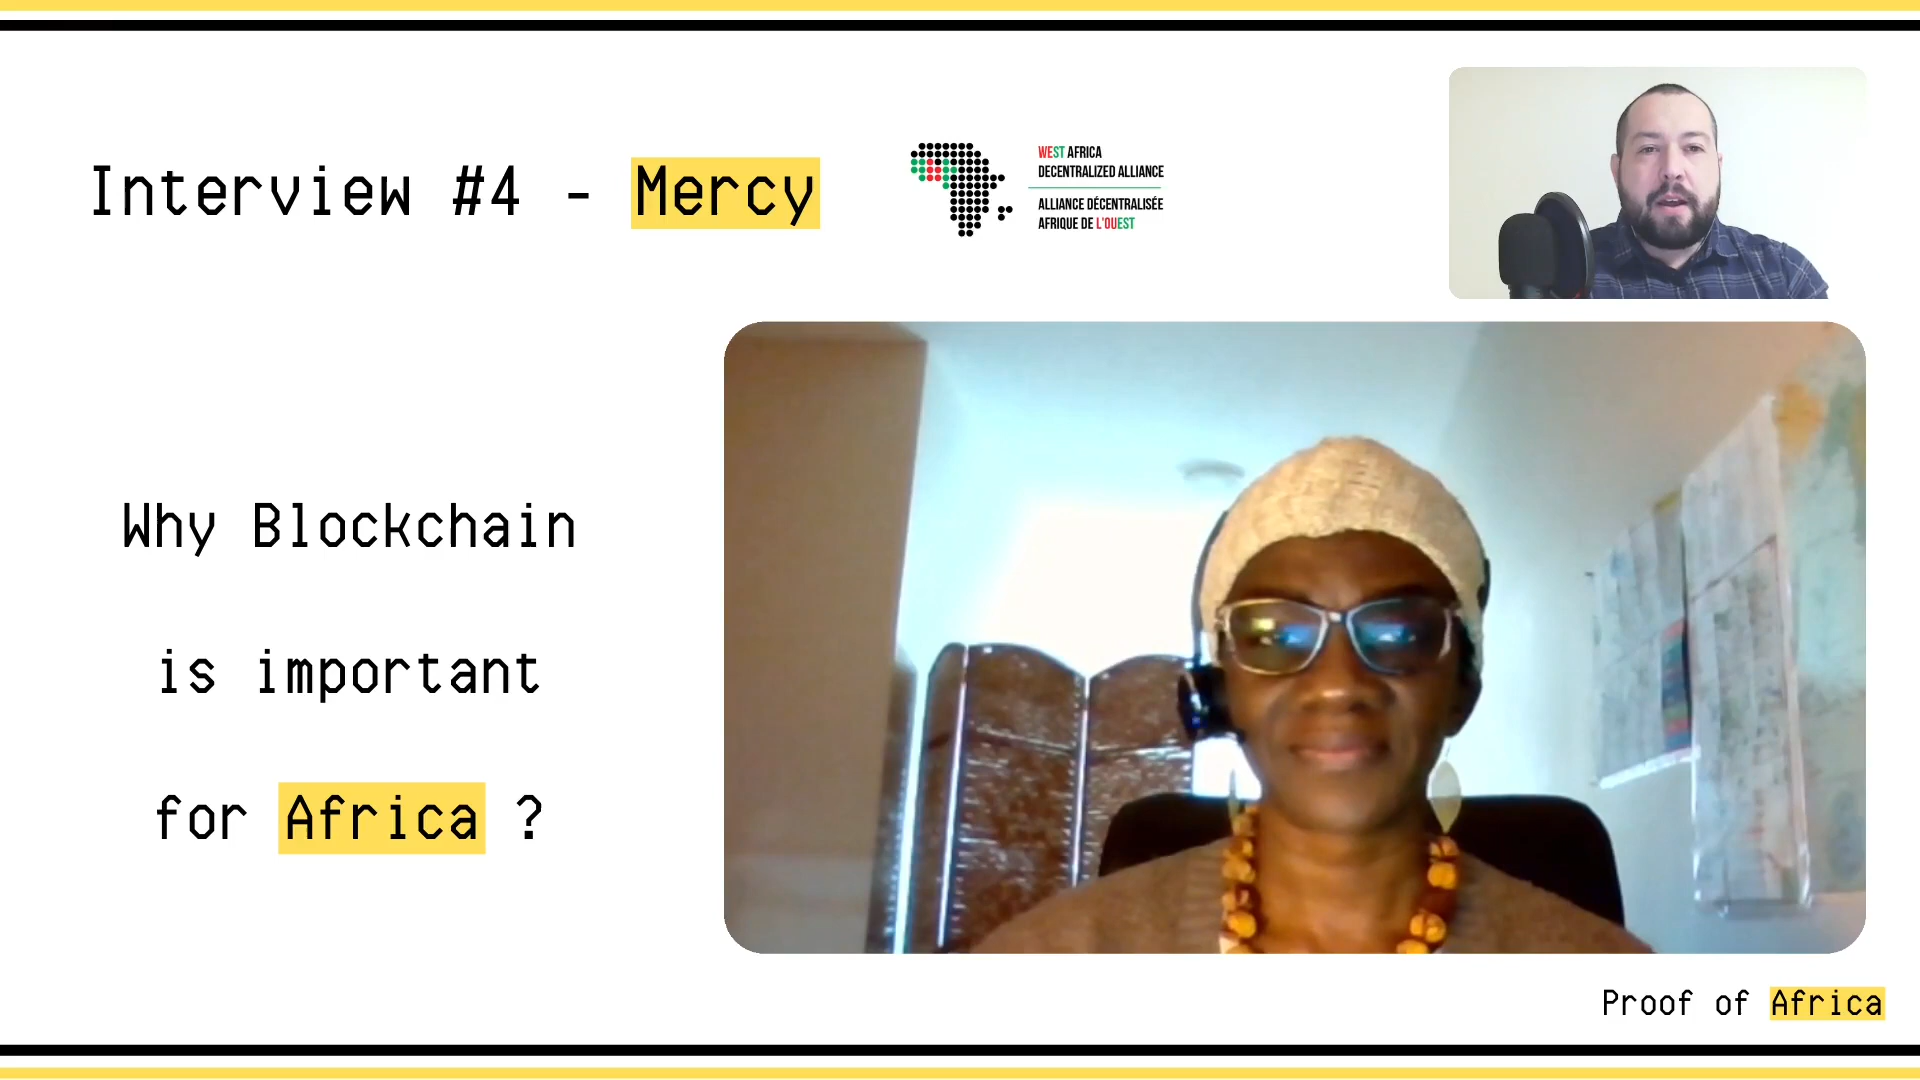 Interview #4 - Mercy
WEST AFRICA
DECENTRALIZED ALLIANCE
ALLIANCE DÉCENTRALISÉE
AFRIQUE DE L'OUEST
Why Blockchain
is important
for Africa ?
Proof of Africa